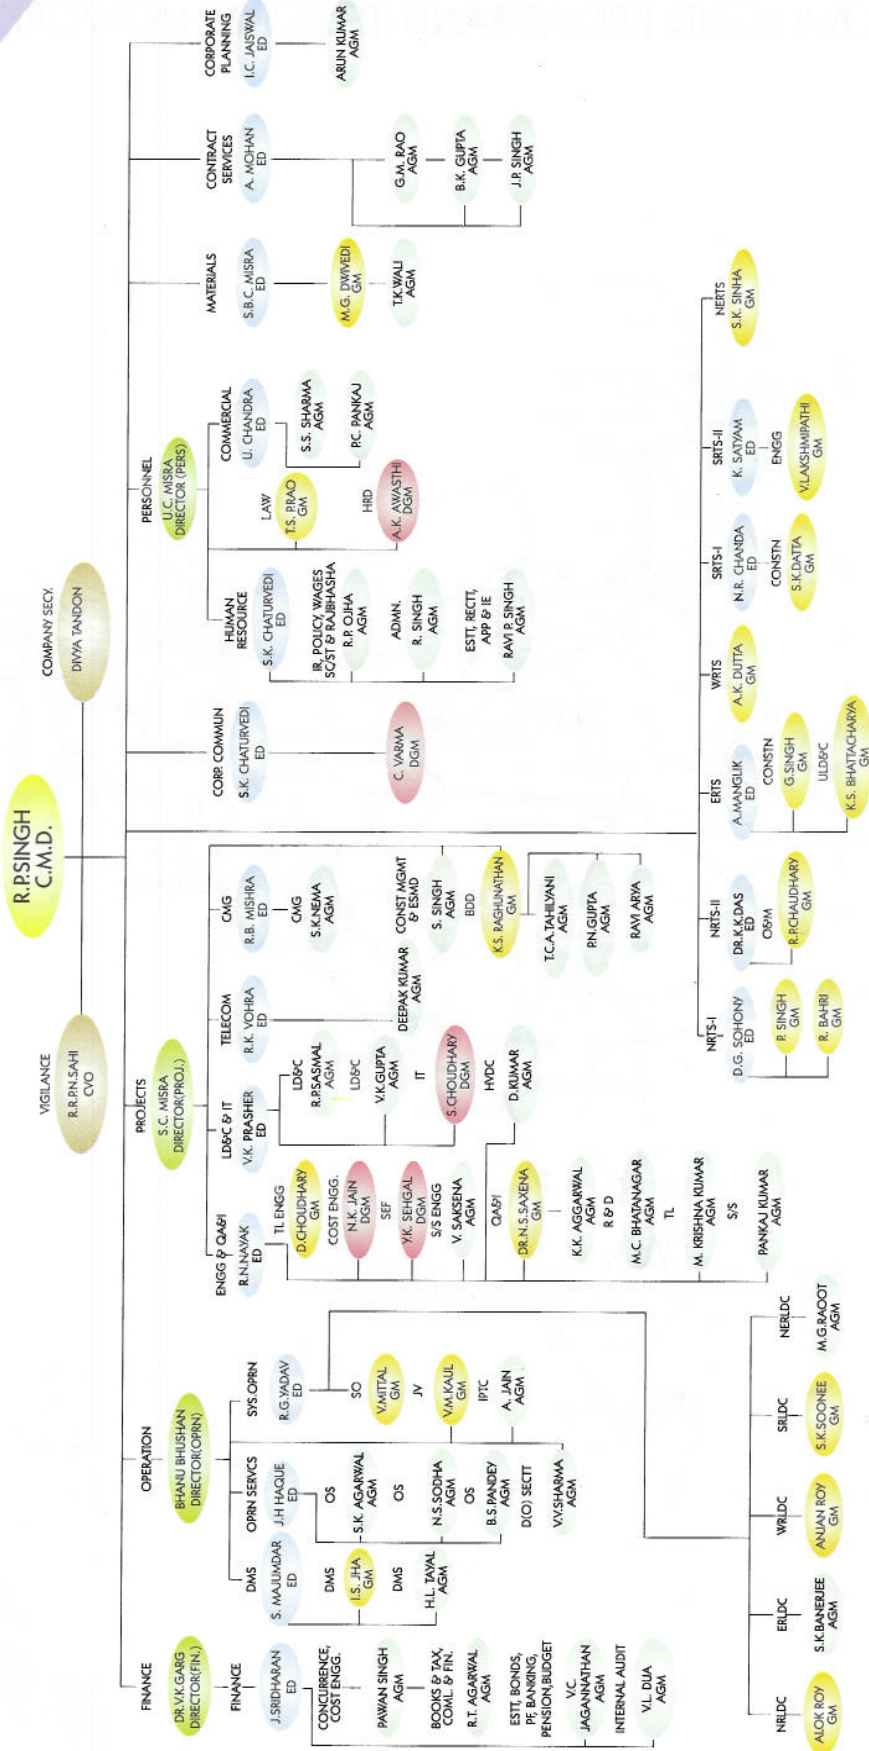 R.P.SINGH
C.M.D.
VIGILANCE
R.R.P.N.SAHI
CVO
COMPANY SECY.
DIVYA TANDON
FINANCE
DR.V.K.GARG
DIRECTOR(FIN.)
FINANCE
J.SRIDHARAN
ED
CONCURRENCE,
COST ENGG.
PAWAN SINGH
AGM
BOOKS & TAX,
COML. & FIN.
R.T. AGARWAL
AGM
ESTT, BONDS,
PF, BANKING,
PENSION,BUDGET
V.C.
JAGANNATHAN
AGM
INTERNAL AUDIT
V.L. DUA
AGM
OPERATION
BHANU BHUSHAN
DIRECTOR(OPRN)
DMS
S. MAJUMDAR
ED
DMS
I.S. JHA
GM
DMS
H.L. TAYAL
AGM
OPRN SERVCS
J.H HAQUE
ED
OS
S.K. AGARWAL
AGM
OS
N.S.SODHA
AGM
OS
B.S.PANDEY
AGM
D(O) SECTT
V.V.SHARMA
AGM
SYS.OPRN
R.G.YADAV
ED
SO
V.MITTAL
GM
JV
V.M.KAUL
GM
IPTC
A. JAIN
AGM
NRLDC
ALOK ROY
GM
ERLDC
S.K.BANERJEE
AGM
WRLDC
ANJAN ROY
GM
SRLDC
S.K.SOONEE
GM
NERLDC
M.G.RAOOT
AGM
PROJECTS
S.C. MISRA
DIRECTOR(PROJ.)
ENGG & QA&I
R.N.NAYAK
ED
TL ENGG
D.CHOUDHARY
GM
COST ENGG.
N.K. JAIN
DGM
SEF
Y.K. SEHGAL
DGM
S/S ENGG
V. SAKSENA
AGM
QA&I
DR.N.S.SAXENA
GM
K.K. AGGARWAL
AGM
R & D
M.C. BHATANAGAR
AGM
TL
M. KRISHNA KUMAR
AGM
S/S
PANKAJ KUMAR
AGM
LD&C & IT
V.K. PRASHER
ED
LD&C
R.P.SASMAL
AGM
LD&C
V.K.GUPTA
AGM
IT
S.CHOUDHARY
DGM
HVDC
D.KUMAR
AGM
TELECOM
R.K. VOHRA
ED
DEEPAK KUMAR
AGM
CMG
R.B. MISHRA
ED
CMG
S.K.NEMA
AGM
CONST MGMT
& ESMD
S. SINGH
AGM
BDD
K.S. RAGHUNATHAN
GM
T.C.A.TAHILYANI
AGM
P.N.GUPTA
AGM
RAVI ARYA
AGM
CORP. COMMUN
S.K. CHATURVEDI
ED
C. VARMA
DGM
PERSONNEL
U.C. MISRA
DIRECTOR (PERS)
HUMAN
RESOURCE
S.K. CHATURVEDI
ED
IR, POLICY, WAGES
SC/ST & RAJBHASHA
R.P. OJHA
AGM
ADMN.
R. SINGH
AGM
ESTT, RECTT,
APP & IE
RAVI P. SINGH
AGM
LAW
T.S. P.RAO
GM
HRD
A.K. AWASTHI
DGM
COMMERCIAL
U. CHANDRA
ED
S.S. SHARMA
AGM
P.C. PANKAJ
AGM
MATERIALS
S.B.C. MISRA
ED
M.G. DWIVEDI
GM
T.K.WALI
AGM
CONTRACT
SERVICES
A. MOHAN
ED
G.M. RAO
AGM
B.K. GUPTA
AGM
J.P. SINGH
AGM
CORPORATE
PLANNING
I.C. JAISWAL
ED
ARUN KUMAR
AGM
NRTS-I
D.G. SOHONY
ED
P. SINGH
GM
R. BAHRI
GM
NRTS-II
DR.K.K.DAS
ED
O&M
R.P.CHAUDHARY
GM
ERTS
A.MANGLIK
ED
CONSTN
G.SINGH
GM
ULD&C
K.S. BHATTACHARYA
GM
WRTS
A.K. DUTTA
GM
SRTS-I
N.R. CHANDA
ED
CONSTN
S.K.DATTA
GM
SRTS-II
K. SATYAM
ED
ENGG
V.LAKSHMIPATHI
GM
NERTS
S.K. SINHA
GM